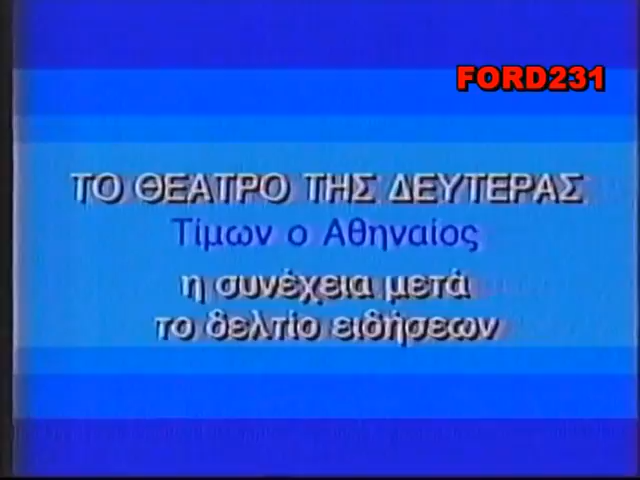 FORD231
ΤΟ ΘΕΑΤΡΟ ΤΗΣ ΔΕΥΤΕΡΑΣ
Τίμων ο Αθηναίος
η συνέχεια μετά
το δελτίο ειδήσεων